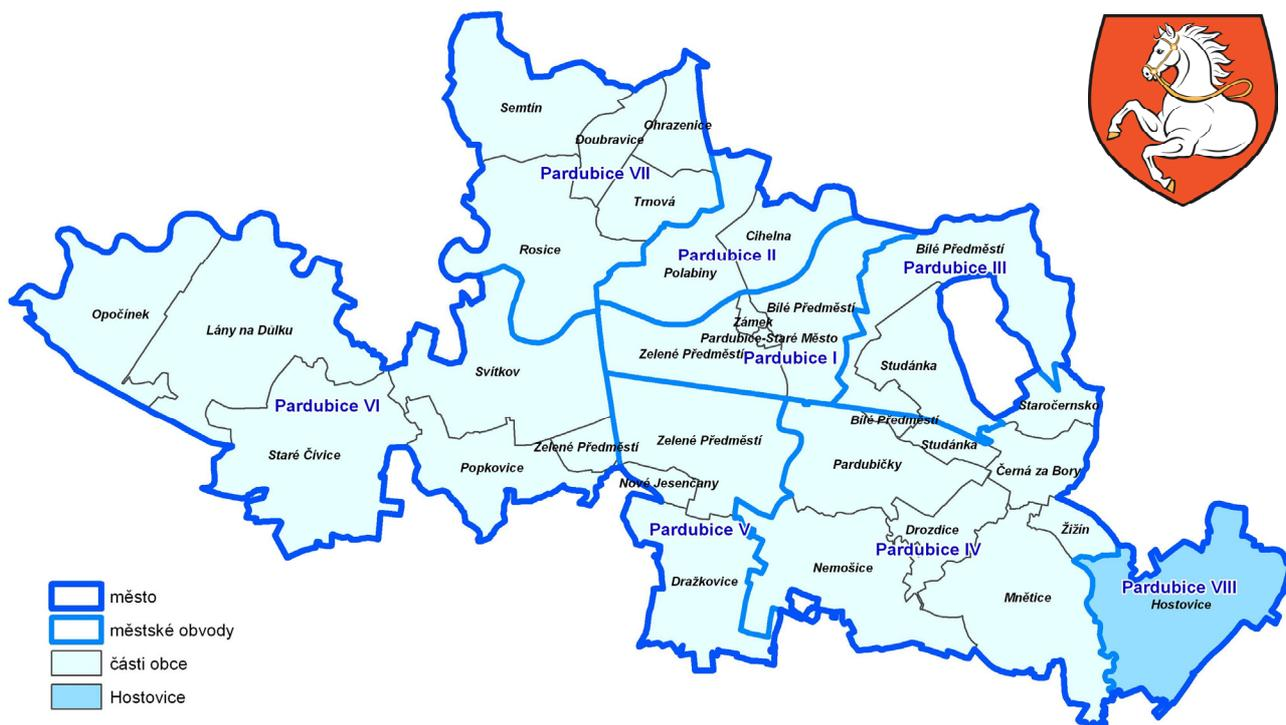 Semtín
Ohrazenice
Doubravice
Pardubice VII
Trnová
Rosice
Cihelna
Pardubice II
Polabiny
Bílé Předměstí
Pardubice III
Opočínek
Lány na Důlku
Bílé Předměstí
Zámek
Pardubice-Staré Město
Zelené Předměstí
Pardubice I
Svítkov
Studánka
Pardubice VI
Staročernsko
Bílé Předměstí
Zelené Předměstí
Zelené Předměstí
Studánka
Staré Čívice
Popkovice
Pardubičky
Černá za Bory
Nové Jesenčany
Pardubice V
Drozdice
Žižín
Pardubice IV
Nemošice
Dražkovice
Mnětice
Pardubice VIII
Hostovice
město
městské obvody
části obce
Hostovice